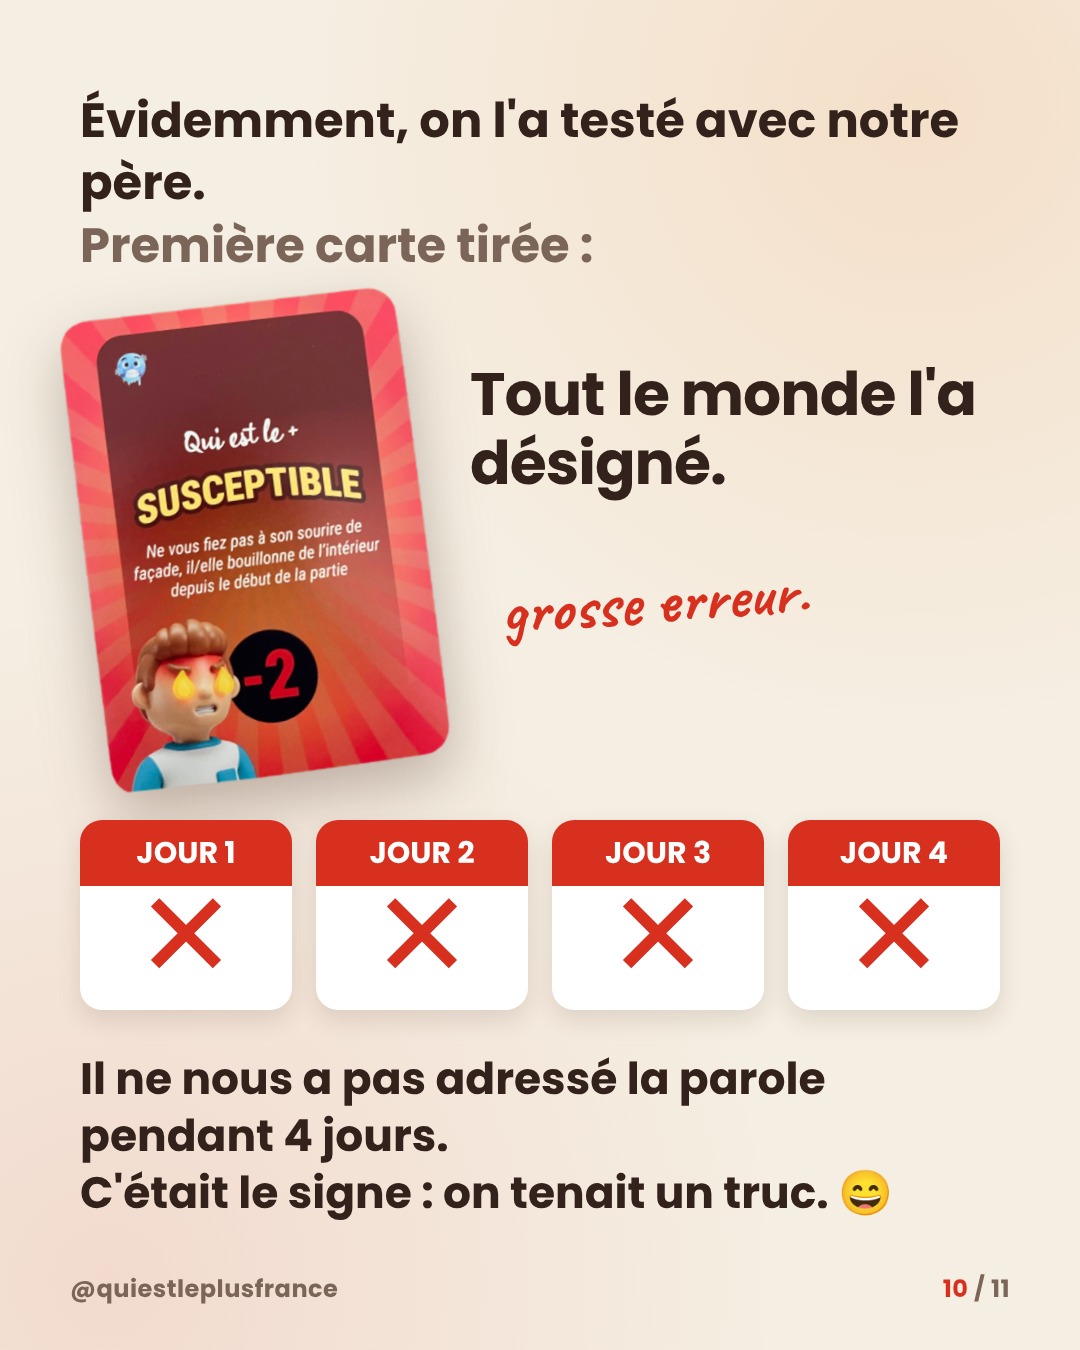 Évidemment, on l'a testé avec notre
père.
Première carte tirée :
Qui est le +
SUSCEPTIBLE
Ne vous fiez pas à son sourire de
façade, il/elle bouillonne de l'intérieur
depuis le début de la partie
-2
Tout le monde l'a
désigné.
grosse erreur.
JOUR 1
JOUR 2
JOUR 3
JOUR 4
Il ne nous a pas adressé la parole
pendant 4 jours.
C'était le signe : on tenait un truc. 😄
@quiestleplusfrance
10 / 11